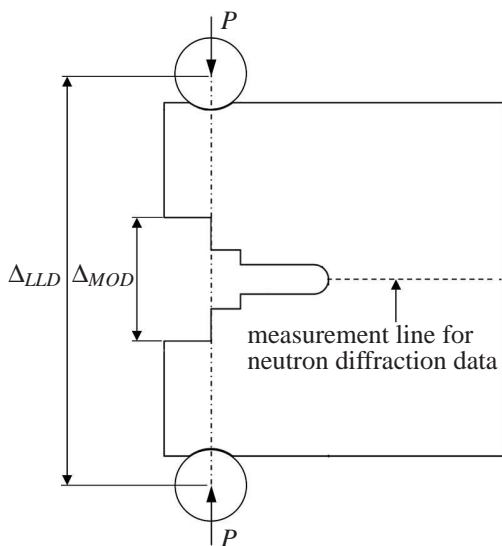 P
Δ_LLD
Δ_MOD
measurement line for
neutron diffraction data
P